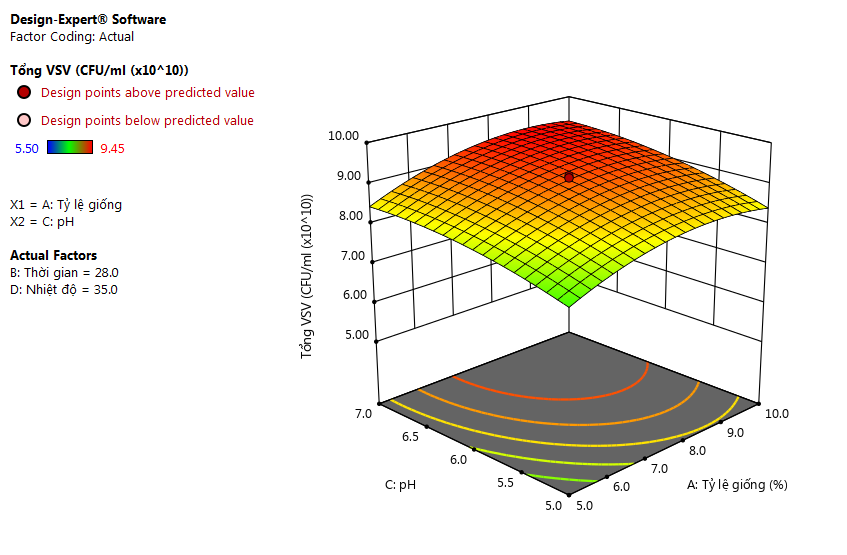 Design-Expert® Software
Factor Coding: Actual
Tổng VSV (CFU/ml (x10^10))
Design points above predicted value
Design points below predicted value
5.50 9.45
X1 = A: Tỷ lệ giống
X2 = C: pH
Actual Factors
B: Thời gian = 28.0
D: Nhiệt độ = 35.0
Tổng VSV (CFU/ml (x10^10))
10.00
9.00
8.00
7.00
6.00
5.00
7.0
6.5
6.0
5.5
5.0
C: pH
5.0
6.0
7.0
8.0
9.0
10.0
A: Tỷ lệ giống (%)